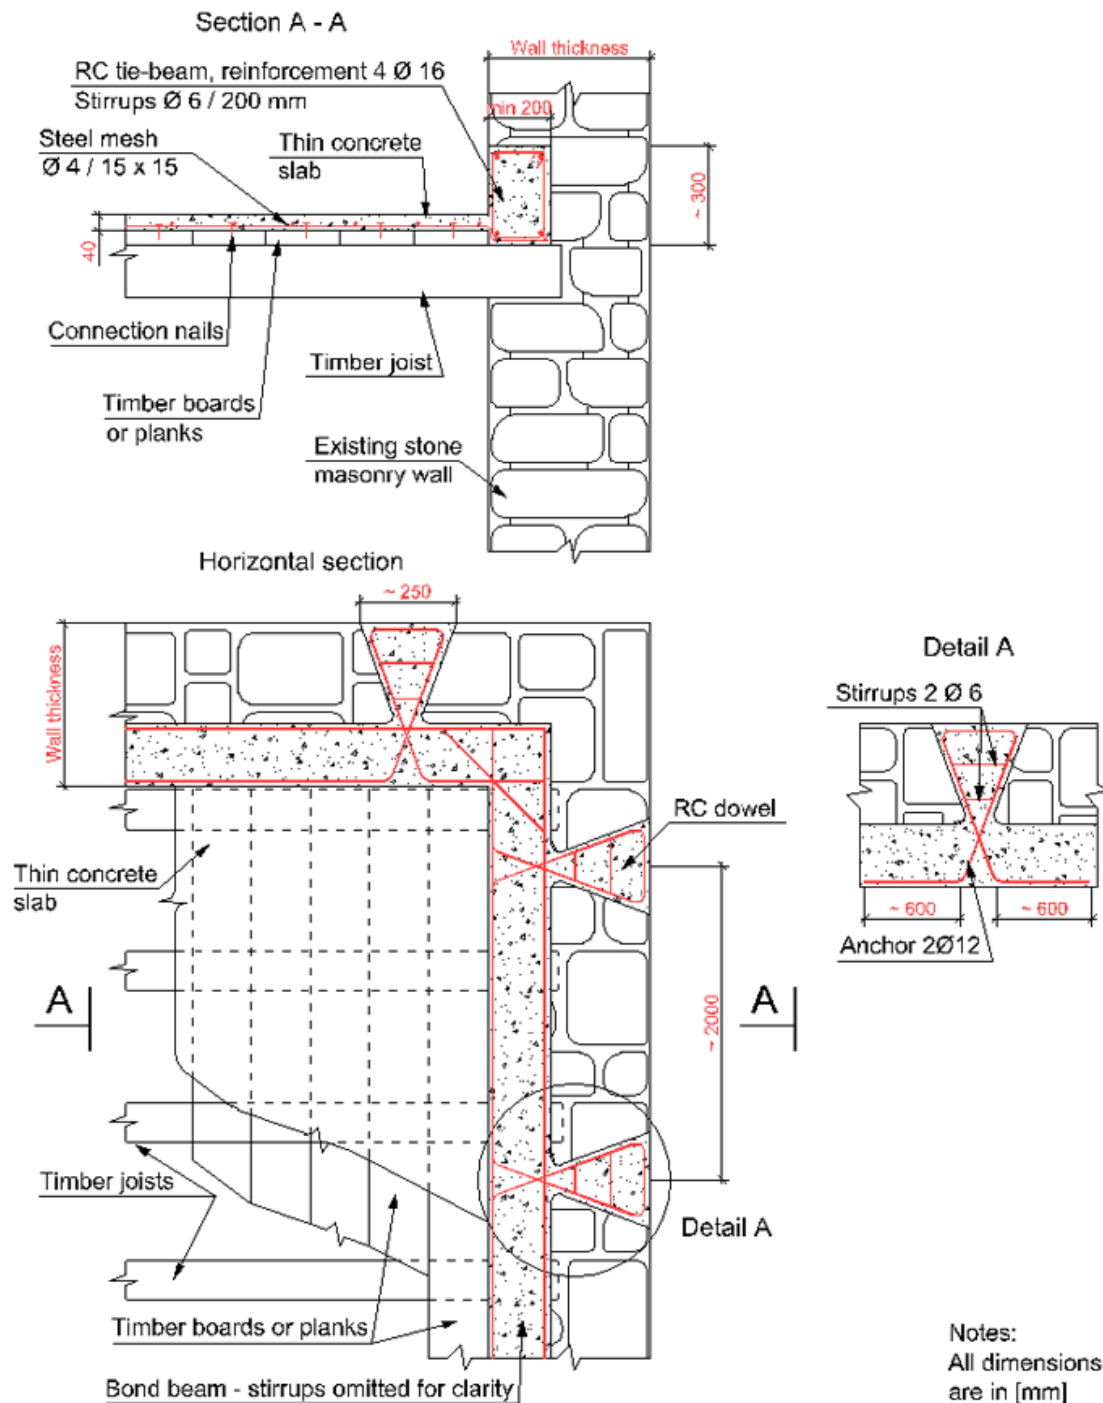 Section A - A
Wall thickness
RC tie-beam, reinforcement 4 Ø 16
Stirrups Ø 6 / 200 mm
min 200
Steel mesh
Ø 4 / 15 x 15
Thin concrete
slab
~ 300
40
Connection nails
Timber joist
Timber boards
or planks
Existing stone
masonry wall
Horizontal section
~ 250
Wall thickness
Detail A
Stirrups 2 Ø 6
RC dowel
Thin concrete
slab
~ 600
~ 600
Anchor 2Ø12
A
A
~ 2000
Timber joists
Detail A
Timber boards or planks
Bond beam - stirrups omitted for clarity
Notes:
All dimensions
are in [mm]